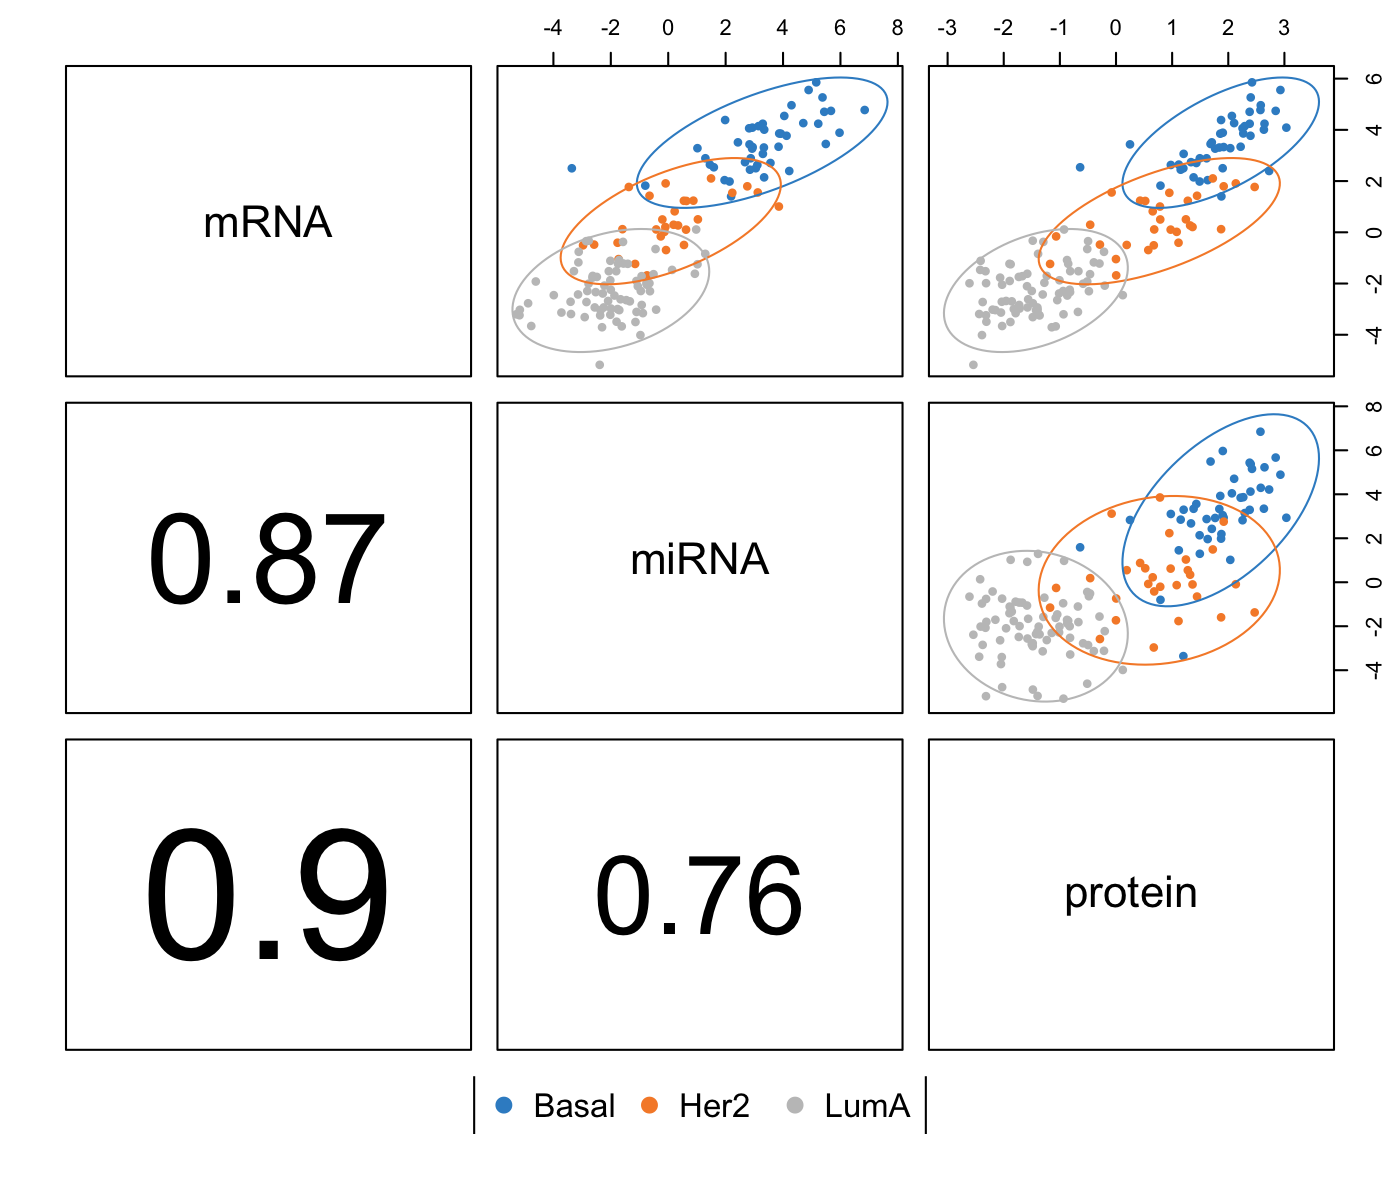 -4 -2 0 2 4 6 8 -3 -2 -1 0 1 2 3
mRNA
6 4 2 0 -2 -4
0.87
miRNA
8 6 4 2 0 -2 -4
0.9
0.76
protein
Basal Her2 LumA